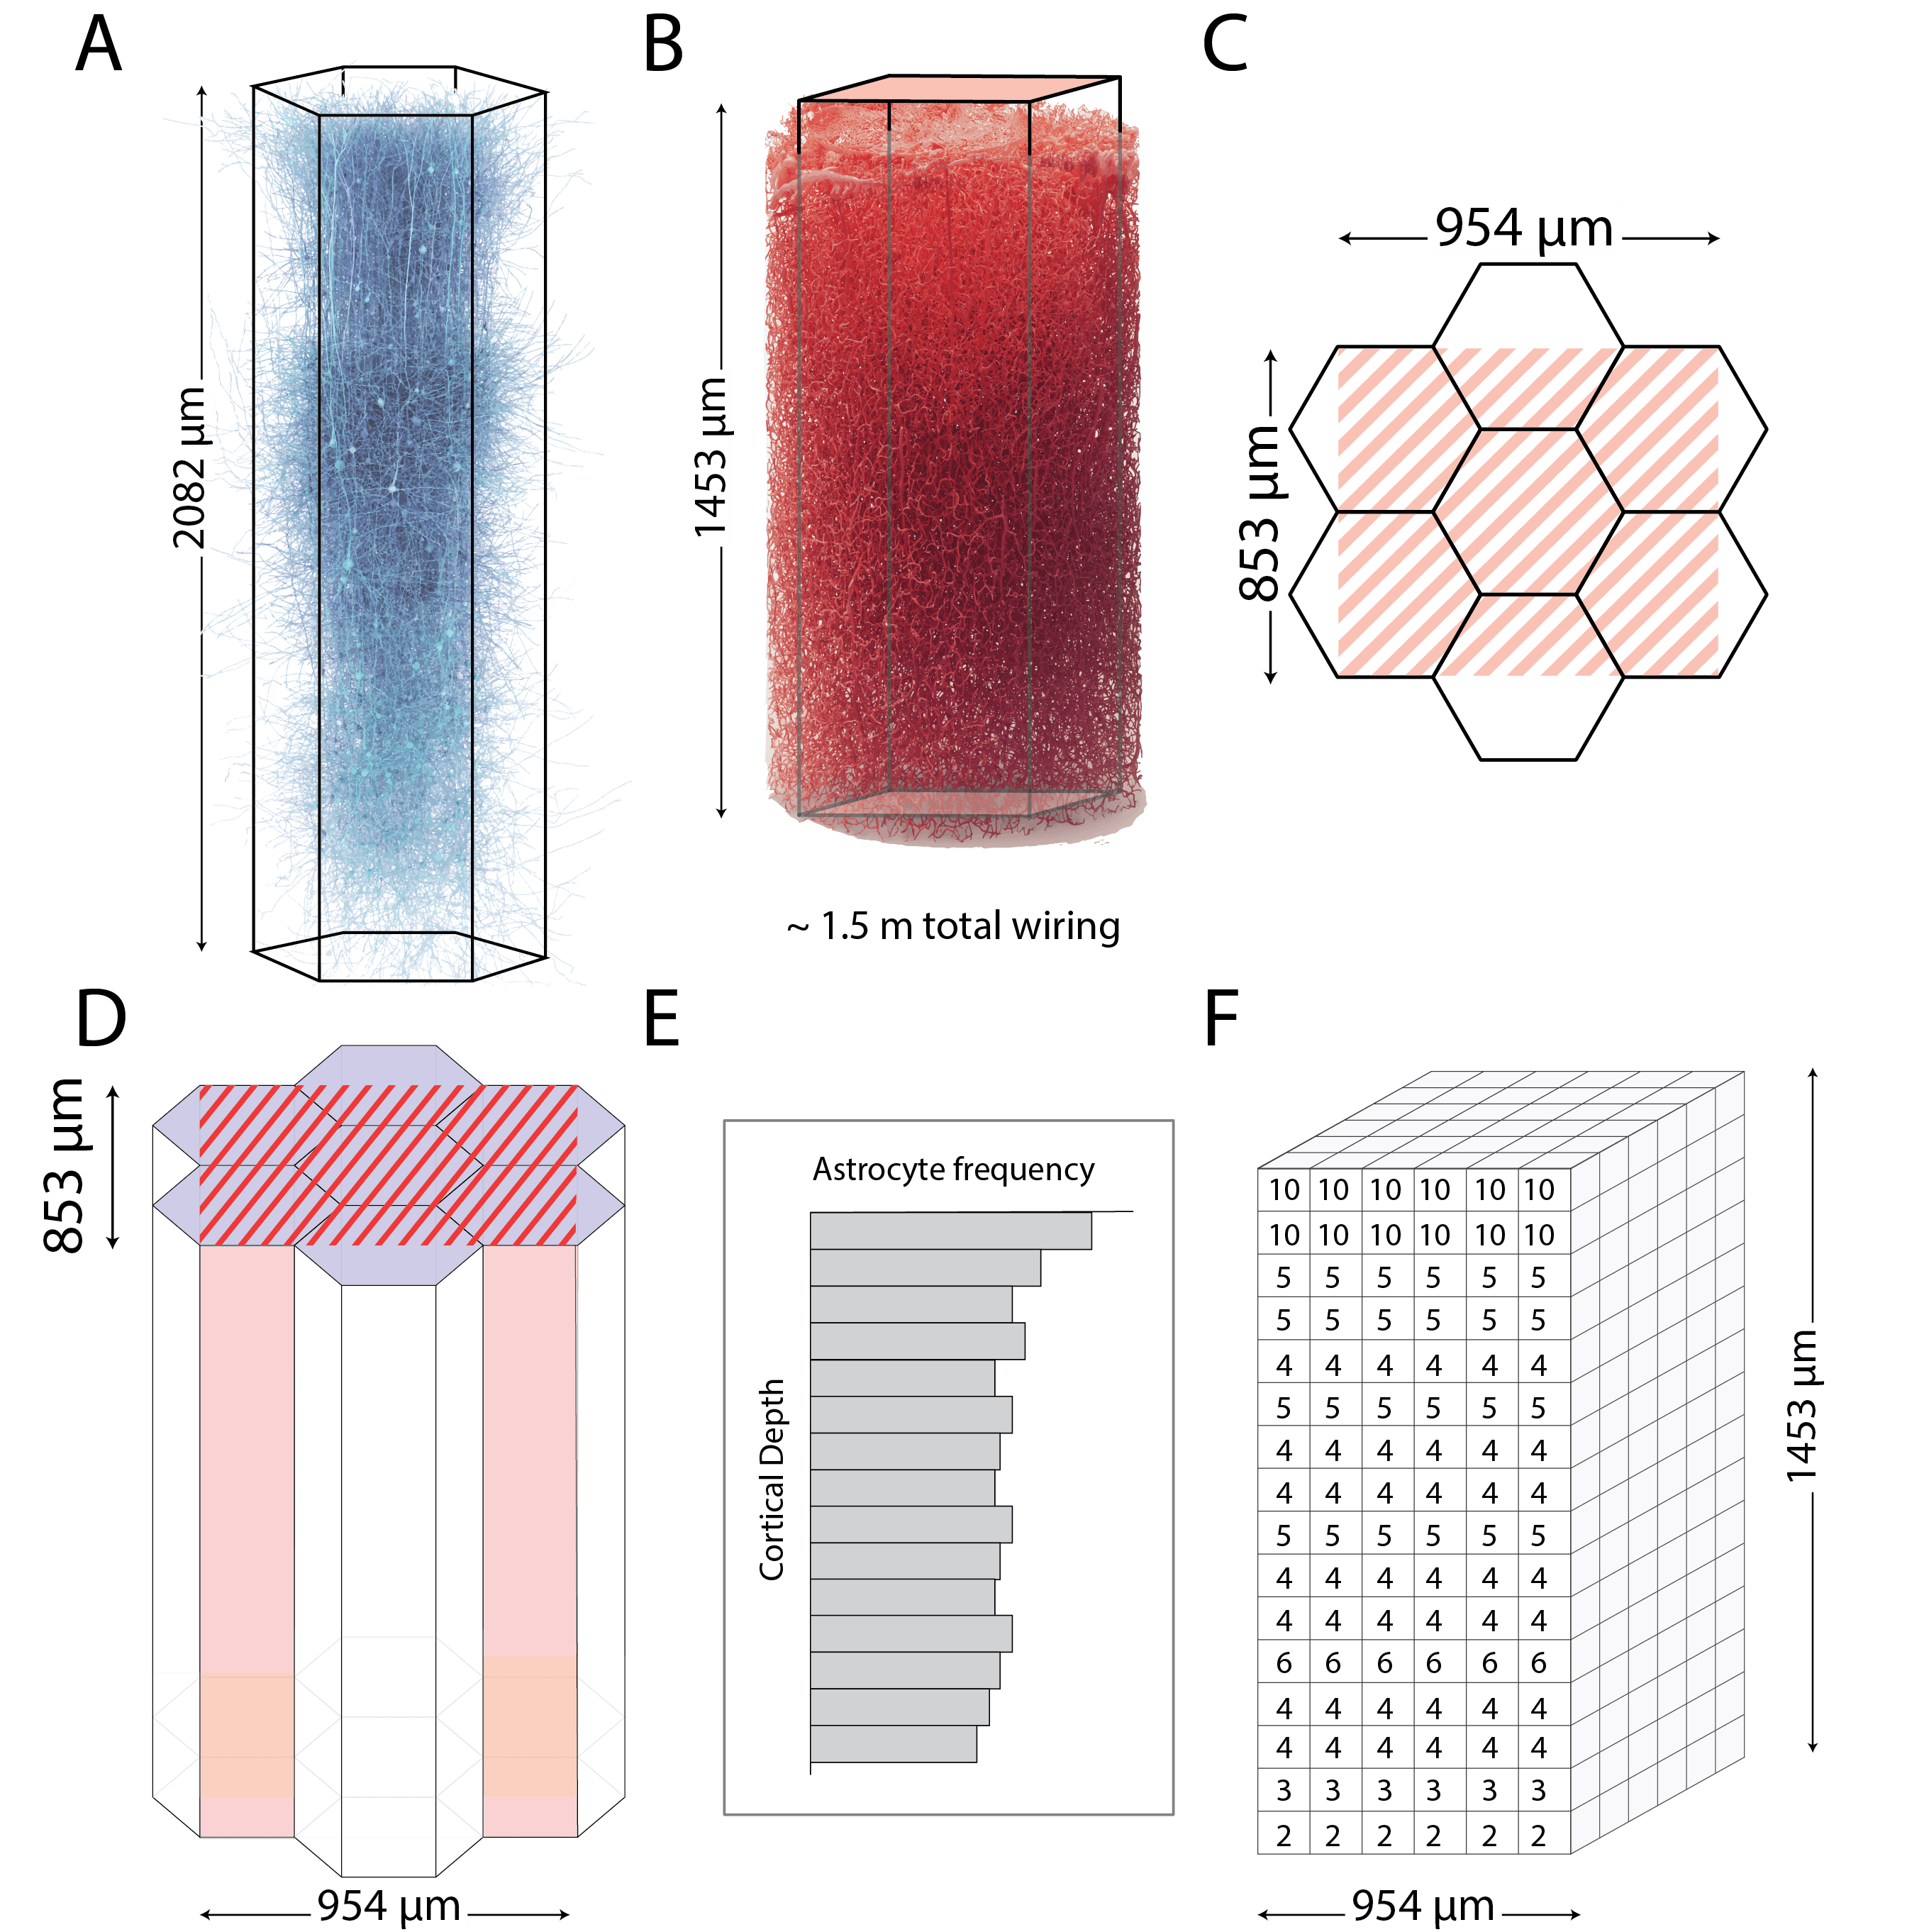 A
B
C
2082 µm
1453 µm
~ 1.5 m total wiring
954 µm
853 µm
D
E
F
853 µm
954 µm
Astrocyte frequency
Cortical Depth
10 10 10 10 10 10
10 10 10 10 10 10
5 5 5 5 5 5
5 5 5 5 5 5
4 4 4 4 4 4
5 5 5 5 5 5
4 4 4 4 4 4
4 4 4 4 4 4
5 5 5 5 5 5
4 4 4 4 4 4
4 4 4 4 4 4
6 6 6 6 6 6
4 4 4 4 4 4
4 4 4 4 4 4
3 3 3 3 3 3
2 2 2 2 2 2
1453 µm
954 µm